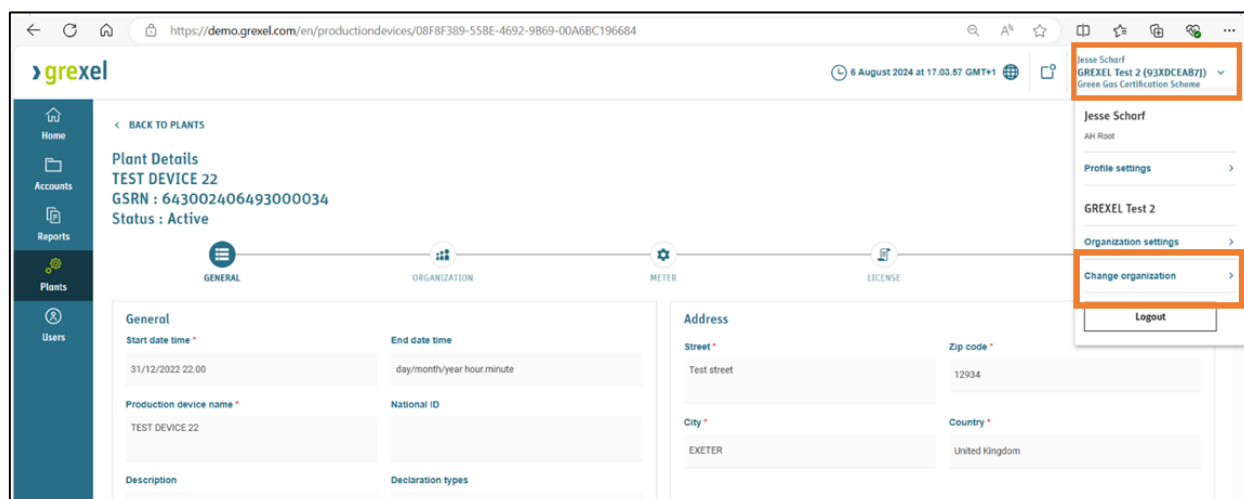 https://demo.grexel.com/en/productiondevices/08F8F389-55BE-4692-9B69-00A6BC196684
grexel
6 August 2024 at 17.03.57 GMT+1
Jesse Scharf
GREXEL Test 2 (93XDCEAB7J)
Green Gas Certification Scheme
Home
Accounts
Reports
Plants
Users
< BACK TO PLANTS
Plant Details
TEST DEVICE 22
GSRN : 643002406493000034
Status : Active
GENERAL
ORGANIZATION
METER
LICENSE
Jesse Scharf
AH Root
Profile settings
GREXEL Test 2
Organization settings
Change organization
Logout
General
Start date time *
End date time
31/12/2022 22.00
day/month/year hour.minute
Production device name *
National ID
TEST DEVICE 22
Description
Declaration types
Address
Street *
Zip code *
Test street
12934
City *
Country *
EXETER
United Kingdom